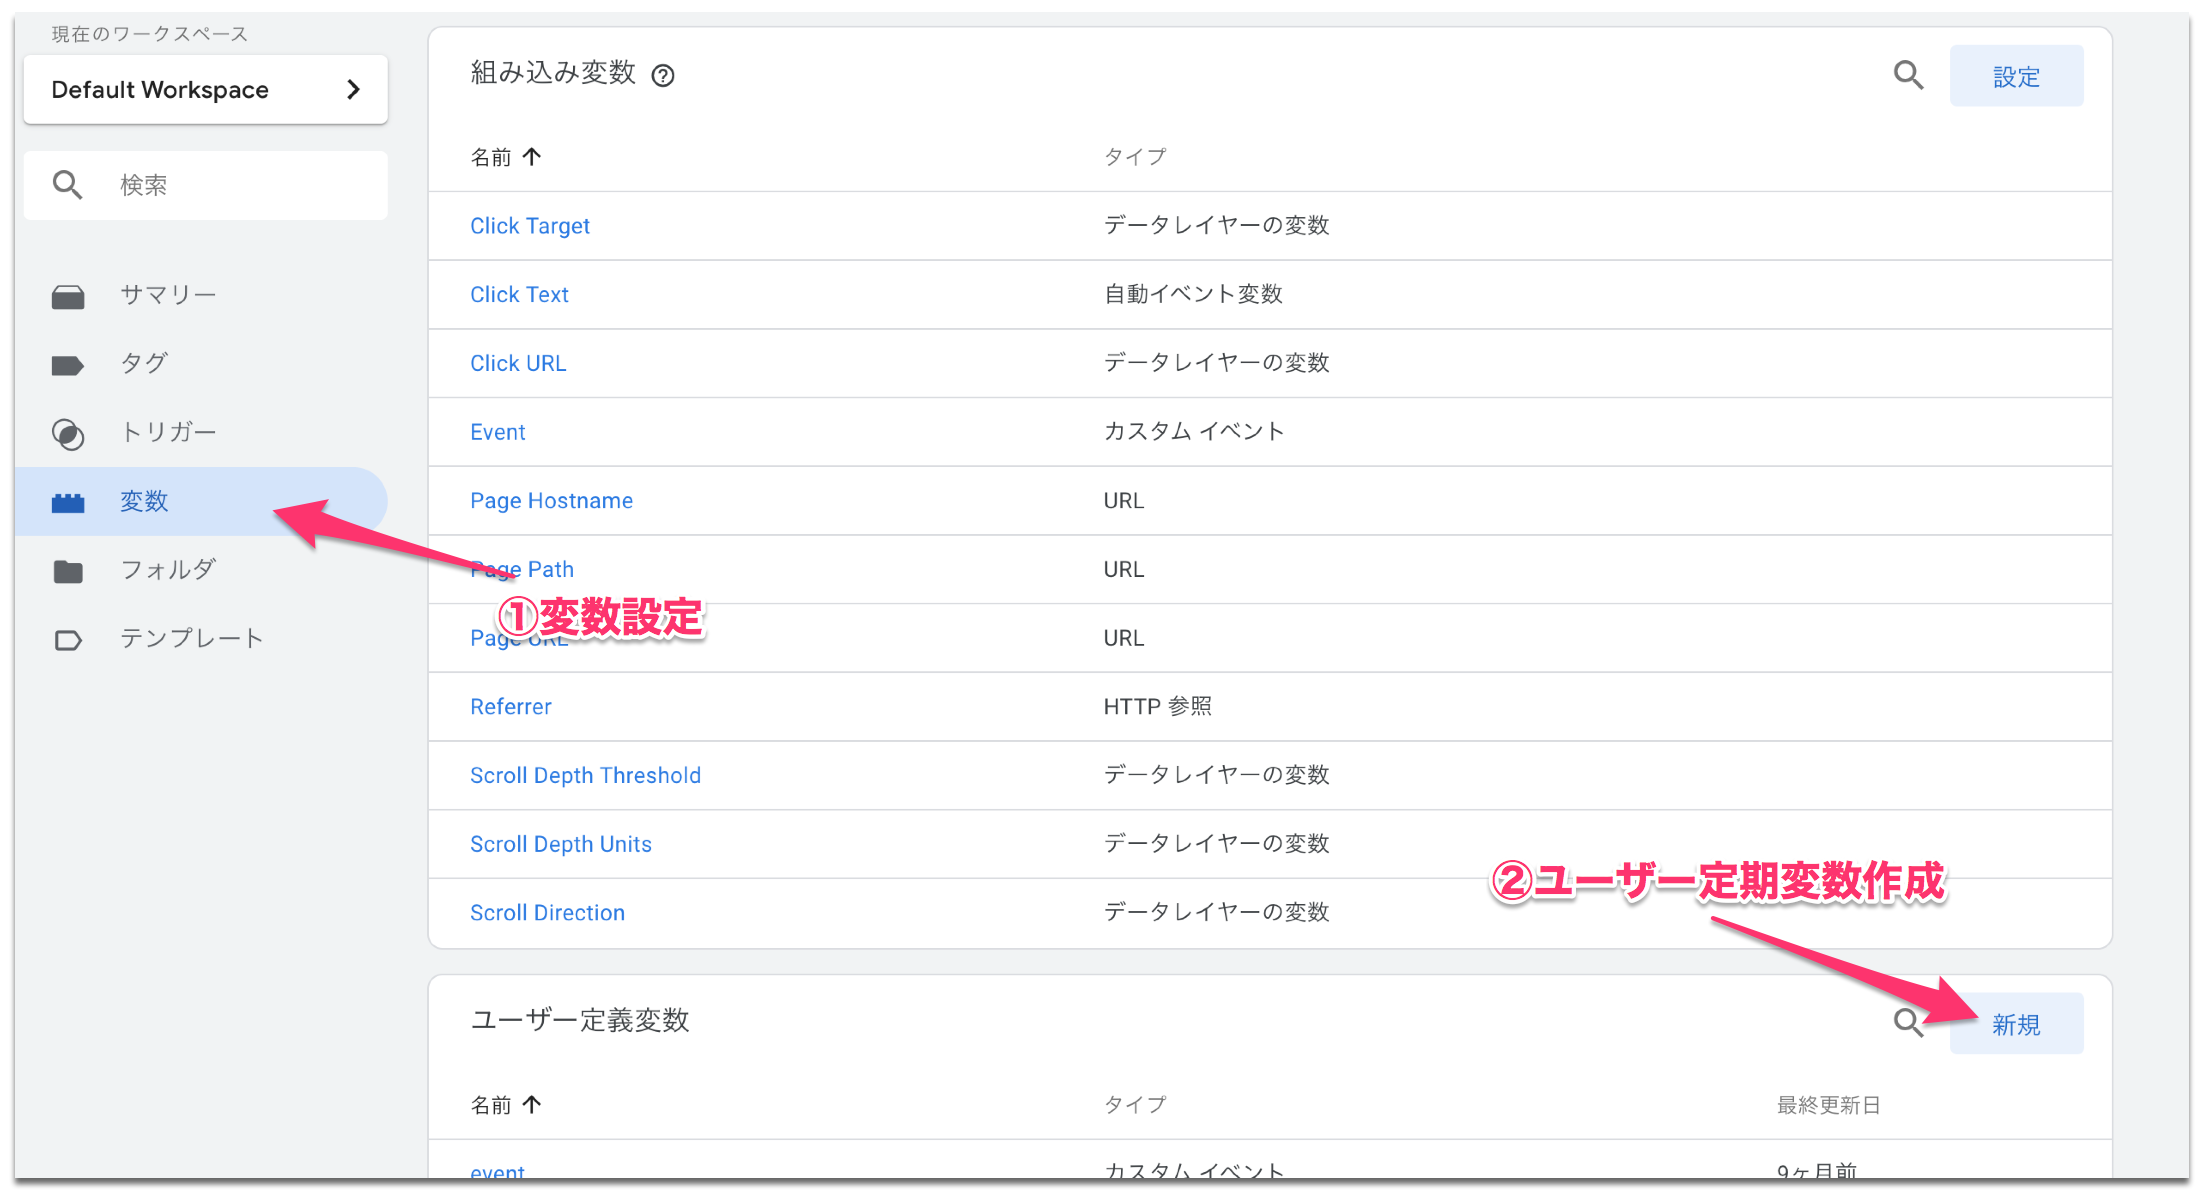 現在のワークスペース
Default Workspace
検索
サマリー
タグ
トリガー
変数
フォルダ
テンプレート
組み込み変数
設定
名前 タイプ
Click Target データレイヤーの変数
Click Text 自動イベント変数
Click URL データレイヤーの変数
Event カスタム イベント
Page Hostname URL
Page Path URL
①変数設定
Page URL URL
Referrer HTTP 参照
Scroll Depth Threshold データレイヤーの変数
Scroll Depth Units データレイヤーの変数
②ユーザー定期変数作成
Scroll Direction データレイヤーの変数
ユーザー定義変数
新規
名前 タイプ 最終更新日
event カスタム イベント 9ヶ月前